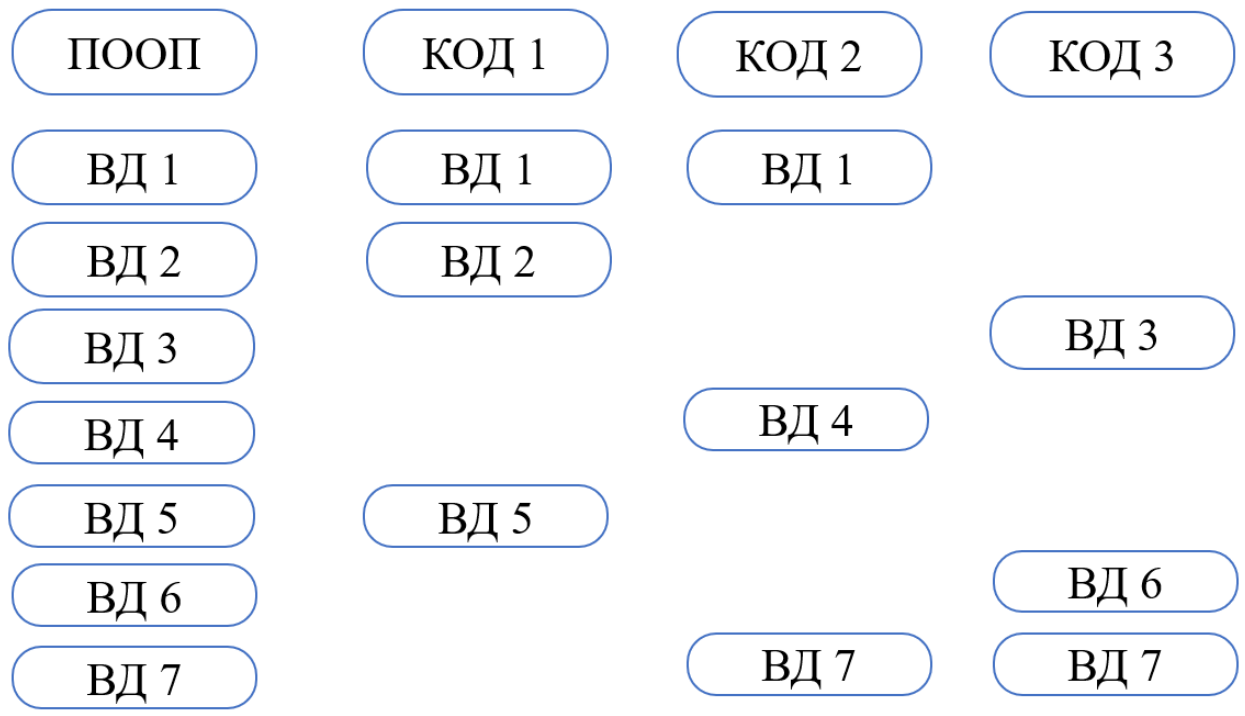 ПООП КОД 1 КОД 2 КОД 3
ВД 1 ВД 1 ВД 1
ВД 2 ВД 2
ВД 3 ВД 3
ВД 4 ВД 4
ВД 5 ВД 5
ВД 6 ВД 6
ВД 7 ВД 7 ВД 7